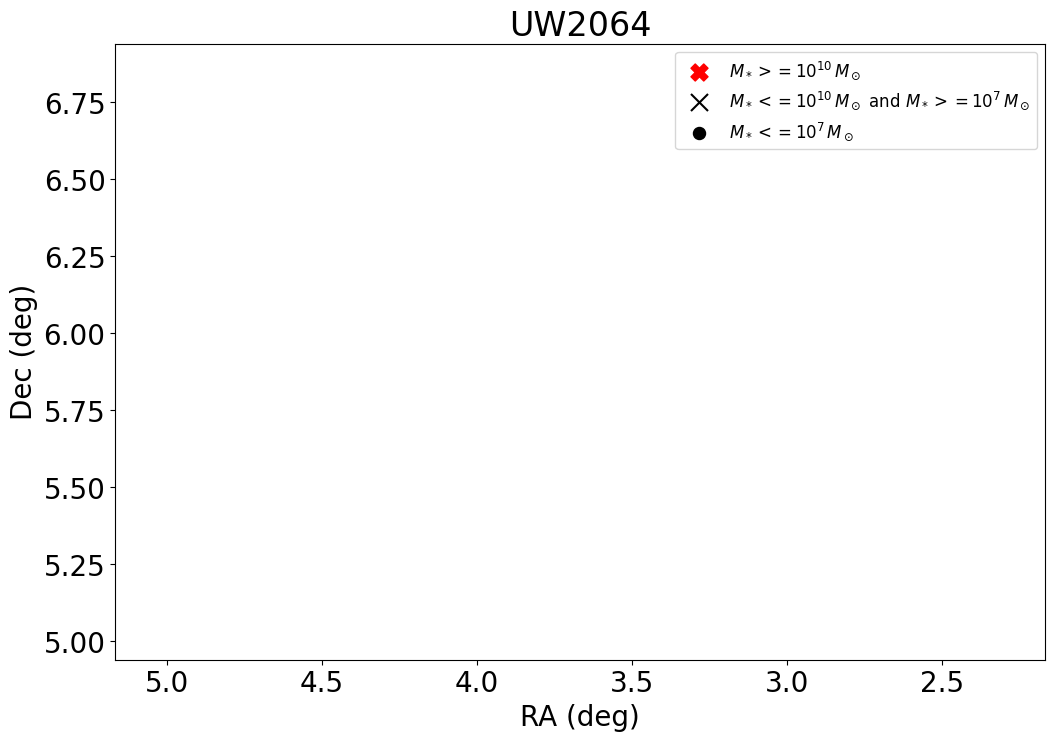 UW2064
M* >= 10^10 M⊙
M* <= 10^10 M⊙ and M* >= 10^7 M⊙
M* <= 10^7 M⊙
6.75
6.50
6.25
6.00
5.75
5.50
5.25
5.00
Dec (deg)
5.0 4.5 4.0 3.5 3.0 2.5
RA (deg)